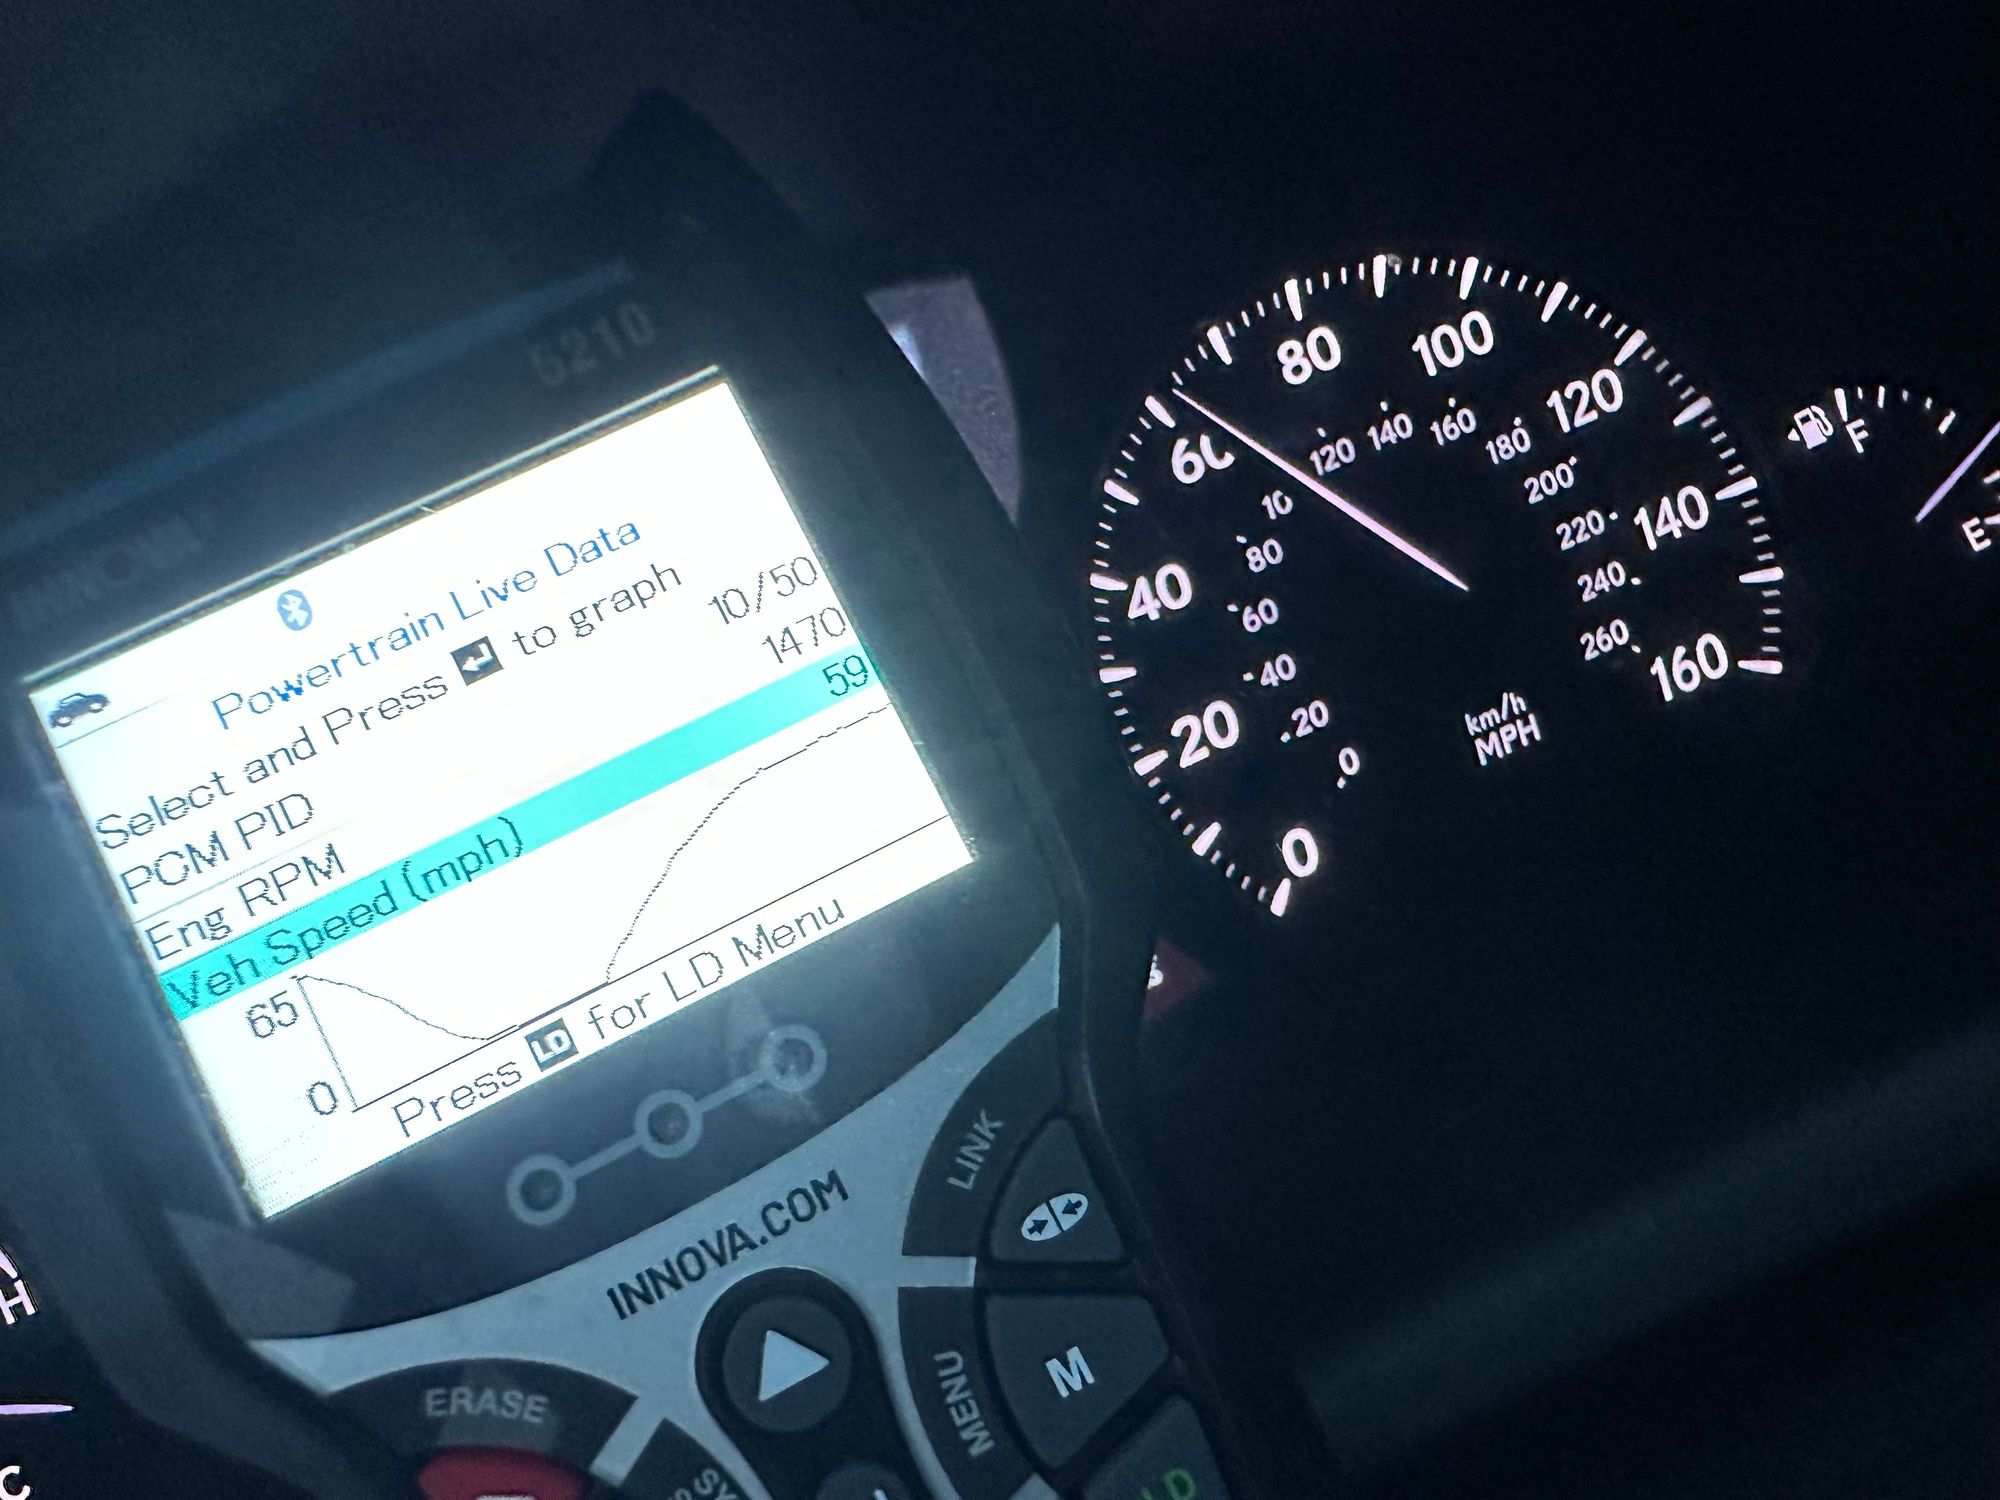 5210
Powertrain Live Data
Select and Press to graph
PCM PID 10/50
Eng RPM 1470
Veh Speed (mph) 59
65
0
Press LD for LD Menu
INNOVA.COM
LINK
MENU
M
ERASE
LD
H
C
0
20
40
60
80
100
120
140
160
0
20
40
60
80
10
120
140
160
180
200
220
240
260
km/h
MPH
F
E